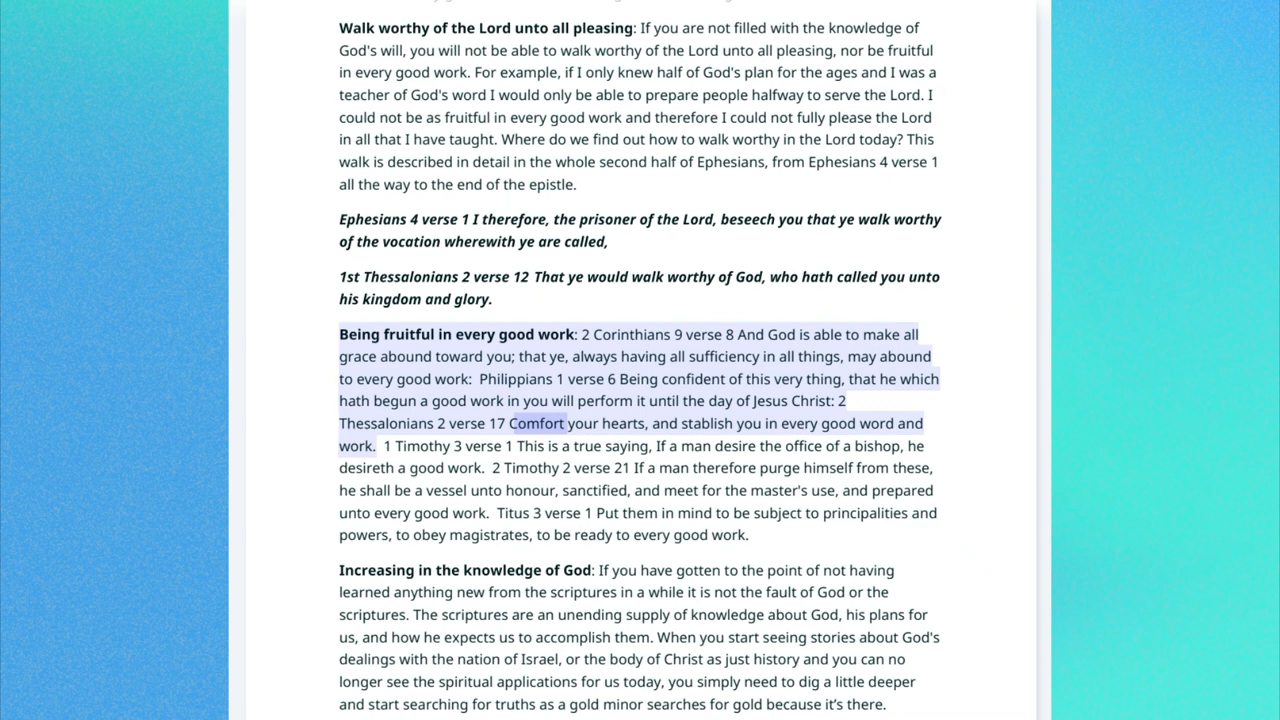 Walk worthy of the Lord unto all pleasing: If you are not filled with the knowledge of
God's will, you will not be able to walk worthy of the Lord unto all pleasing, nor be fruitful
in every good work. For example, if I only knew half of God's plan for the ages and I was a
teacher of God's word I would only be able to prepare people halfway to serve the Lord. I
could not be as fruitful in every good work and therefore I could not fully please the Lord
in all that I have taught. Where do we find out how to walk worthy in the Lord today? This
walk is described in detail in the whole second half of Ephesians, from Ephesians 4 verse 1
all the way to the end of the epistle.
Ephesians 4 verse 1 I therefore, the prisoner of the Lord, beseech you that ye walk worthy
of the vocation wherewith ye are called,
1st Thessalonians 2 verse 12 That ye would walk worthy of God, who hath called you unto
his kingdom and glory.
Being fruitful in every good work: 2 Corinthians 9 verse 8 And God is able to make all
grace abound toward you; that ye, always having all sufficiency in all things, may abound
to every good work: Philippians 1 verse 6 Being confident of this very thing, that he which
hath begun a good work in you will perform it until the day of Jesus Christ: 2
Thessalonians 2 verse 17 Comfort your hearts, and stablish you in every good word and
work. 1 Timothy 3 verse 1 This is a true saying, If a man desire the office of a bishop, he
desireth a good work. 2 Timothy 2 verse 21 If a man therefore purge himself from these,
he shall be a vessel unto honour, sanctified, and meet for the master's use, and prepared
unto every good work. Titus 3 verse 1 Put them in mind to be subject to principalities and
powers, to obey magistrates, to be ready to every good work.
Increasing in the knowledge of God: If you have gotten to the point of not having
learned anything new from the scriptures in a while it is not the fault of God or the
scriptures. The scriptures are an unending supply of knowledge about God, his plans for
us, and how he expects us to accomplish them. When you start seeing stories about God's
dealings with the nation of Israel, or the body of Christ as just history and you can no
longer see the spiritual applications for us today, you simply need to dig a little deeper
and start searching for truths as a gold minor searches for gold because it’s there.